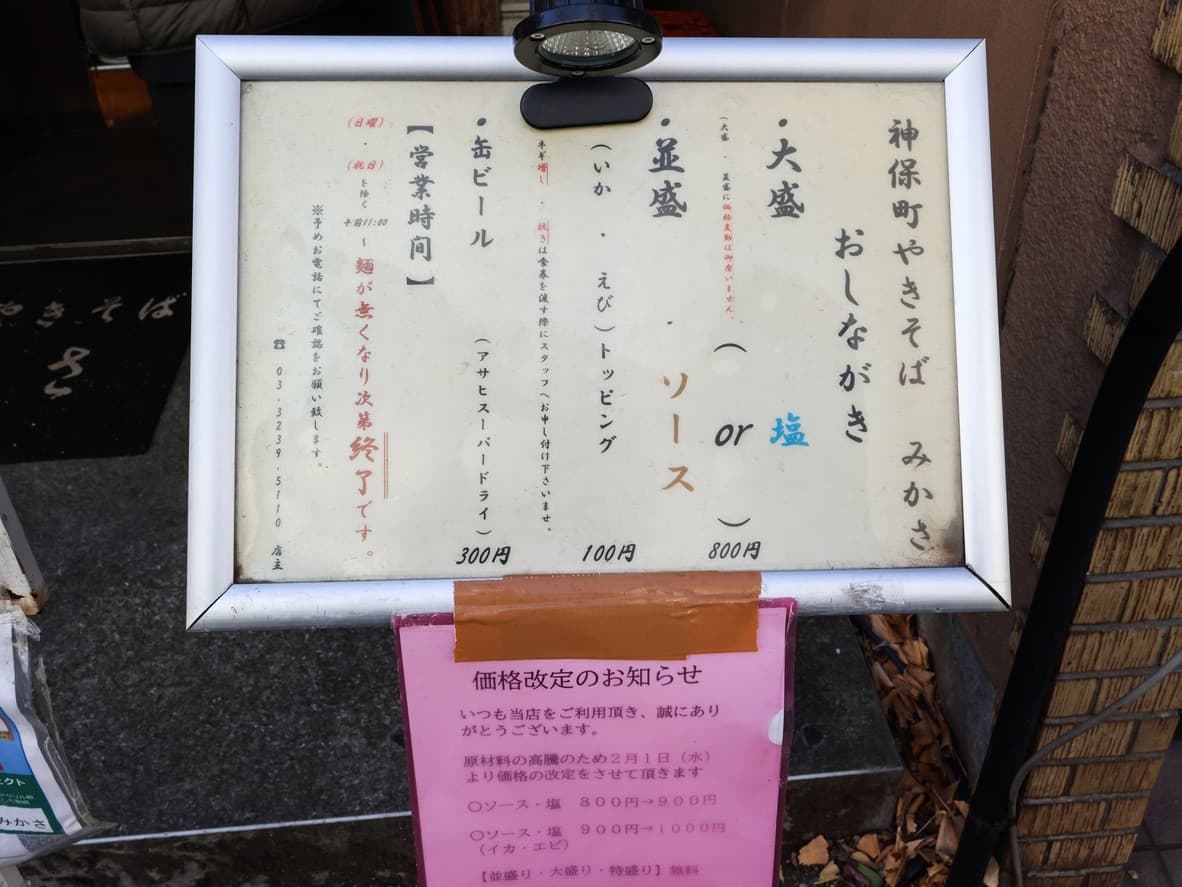 神保町やきそば みかさ
おしながき
・大盛
塩
(大盛・並盛に価格変動は御座いません。
( or ) 800円
・並盛
・ソース
(いか・えび)トッピング 100円
ネギ増し・抜きは食券を渡す際にスタッフへお申し付け下さいませ。
・缶ビール (アサヒスーパードライ) 300円
【営業時間】
(日曜)・(祝日)を除く 午前11:00 ~ 麺が無くなり次第終了です。
※予めお電話にてご確認をお願い致します。
☎ 03-3239-5110 店主
価格改定のお知らせ
いつも当店をご利用頂き、誠にあり
がとうございます。
原材料の高騰のため2月1日(水)
より価格の改定をさせて頂きます
○ソース・塩 800円→900円
○ソース・塩 900円→1000円
(イカ・エビ)
【並盛り・大盛り・特盛り】無料
やきそば
みかさ